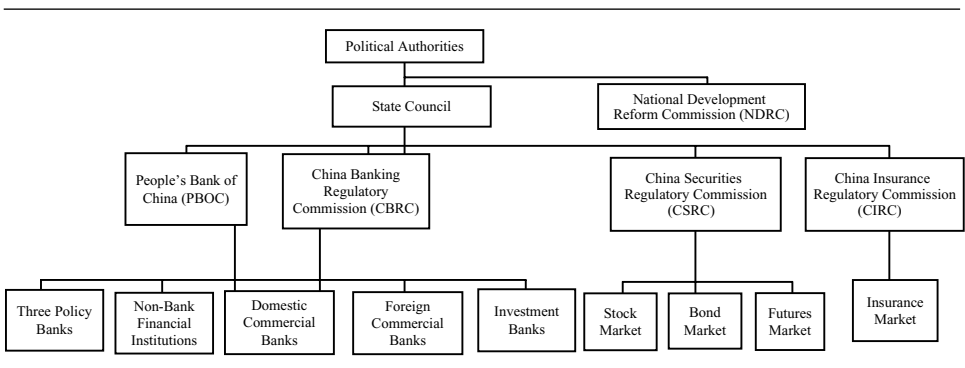 Political Authorities
State Council
National Development
Reform Commission (NDRC)
People's Bank of
China (PBOC)
China Banking
Regulatory
Commission (CBRC)
China Securities
Regulatory Commission
(CSRC)
China Insurance
Regulatory Commission
(CIRC)
Three Policy
Banks
Non-Bank
Financial
Institutions
Domestic
Commercial
Banks
Foreign
Commercial
Banks
Investment
Banks
Stock
Market
Bond
Market
Futures
Market
Insurance
Market